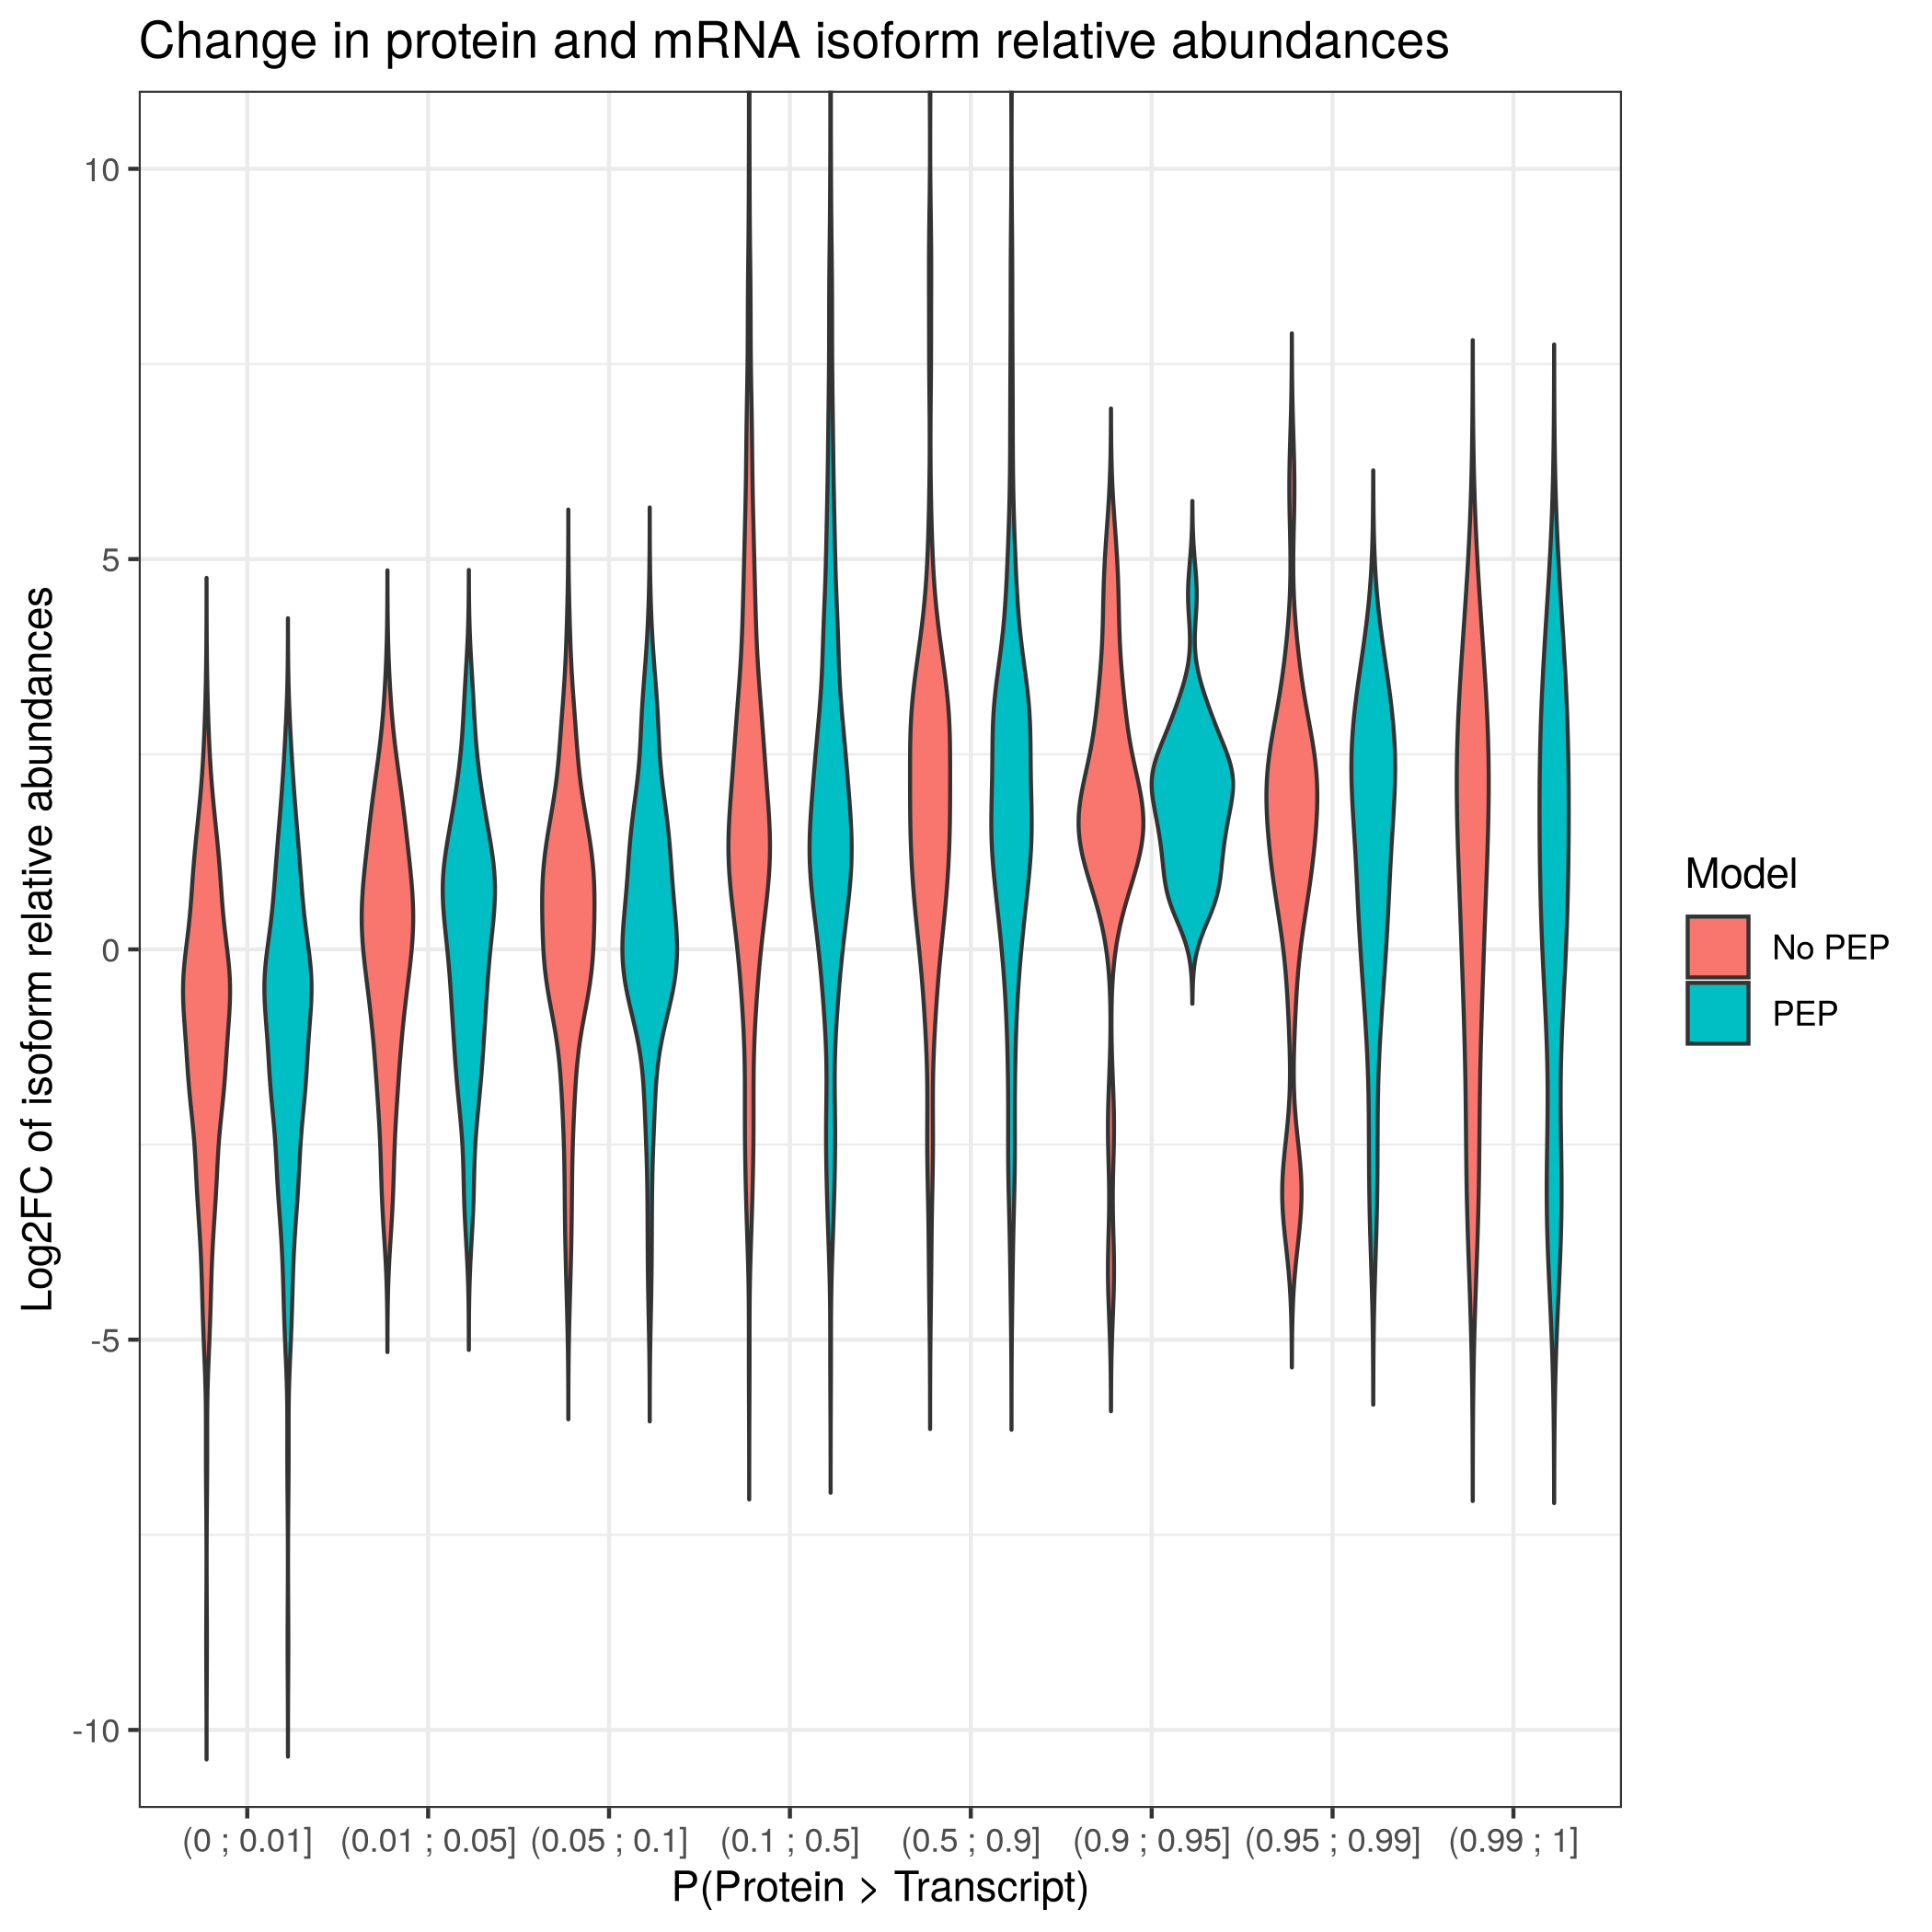 Change in protein and mRNA isoform relative abundances
Log2FC of isoform relative abundances
10
5
0
-5
-10
(0 ; 0.01] (0.01 ; 0.05] (0.05 ; 0.1] (0.1 ; 0.5] (0.5 ; 0.9] (0.9 ; 0.95] (0.95 ; 0.99] (0.99 ; 1]
P(Protein > Transcript)
Model
No PEP
PEP